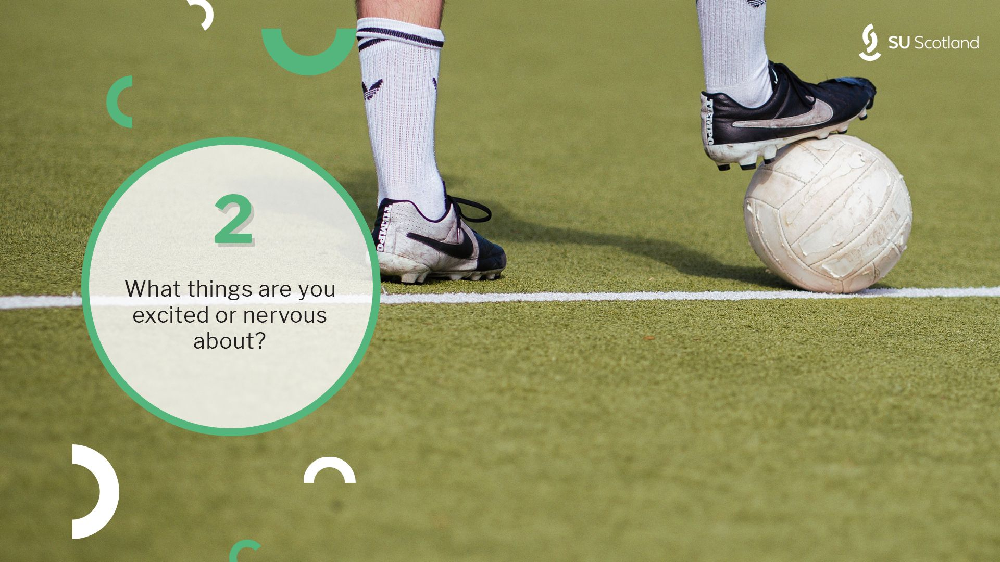 SU Scotland
TIEMPO
TIEMPO
2
What things are you
excited or nervous
about?